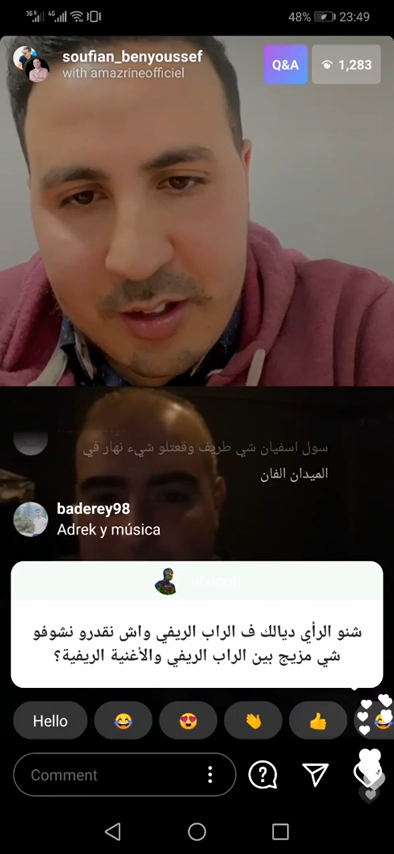 48% 23:49
soufian_benyoussef
with amazrineofficiel
Q&A
1,283
سول اسفيان شي طريف وقعتلو شيء نهار في
الميدان الفان
baderey98
Adrek y música
شنو الرأي ديالك ف الراب الريفي واش نقدرو نشوفو
شي مزيج بين الراب الريفي والأغنية الريفية؟
Hello
Comment